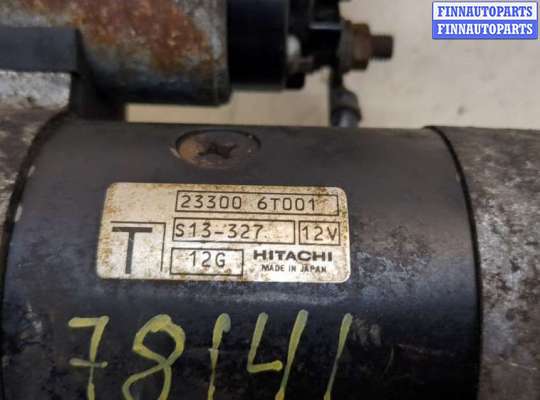 FINNAUTOPARTS
FINNAUTOPARTS
23300 6T001
T S13-327 12V
12G HITACHI
MADE IN JAPAN
78141